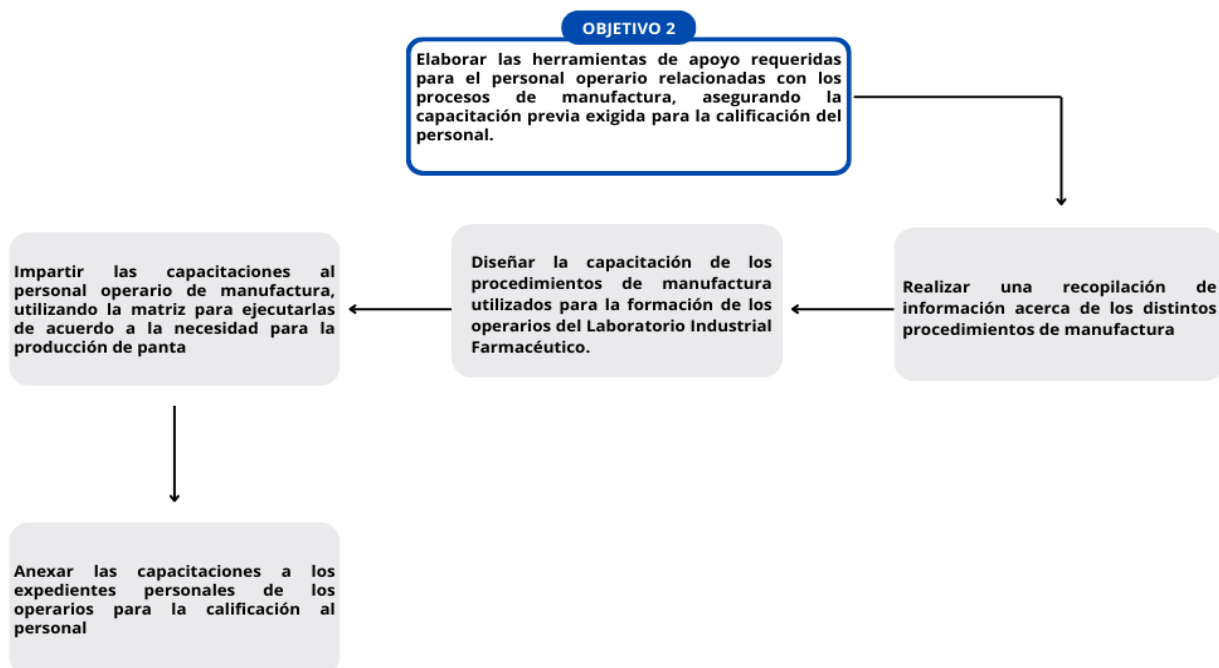 OBJETIVO 2
Elaborar las herramientas de apoyo requeridas
para el personal operario relacionadas con los
procesos de manufactura, asegurando la
capacitación previa exigida para la calificación del
personal.
Realizar una recopilación de
información acerca de los distintos
procedimientos de manufactura
Diseñar la capacitación de los
procedimientos de manufactura
utilizados para la formación de los
operarios del Laboratorio Industrial
Farmacéutico.
Impartir las capacitaciones al
personal operario de manufactura,
utilizando la matriz para ejecutarlas
de acuerdo a la necesidad para la
producción de panta
Anexar las capacitaciones a los
expedientes personales de los
operarios para la calificación al
personal